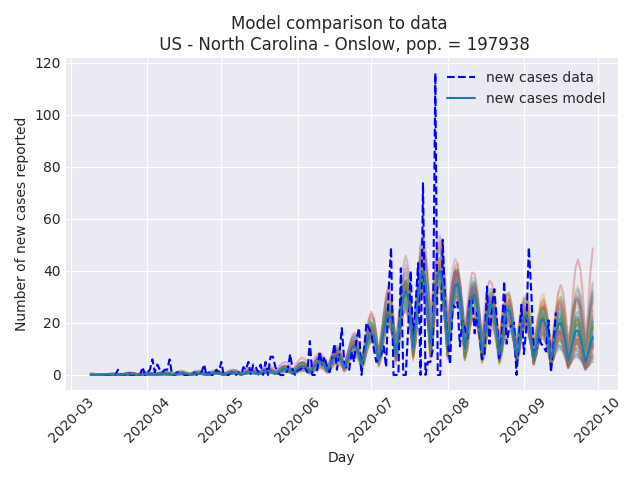 Model comparison to data
US - North Carolina - Onslow, pop. = 197938
new cases data
new cases model
Number of new cases reported
120
100
80
60
40
20
0
2020-03
2020-04
2020-05
2020-06
2020-07
2020-08
2020-09
2020-10
Day